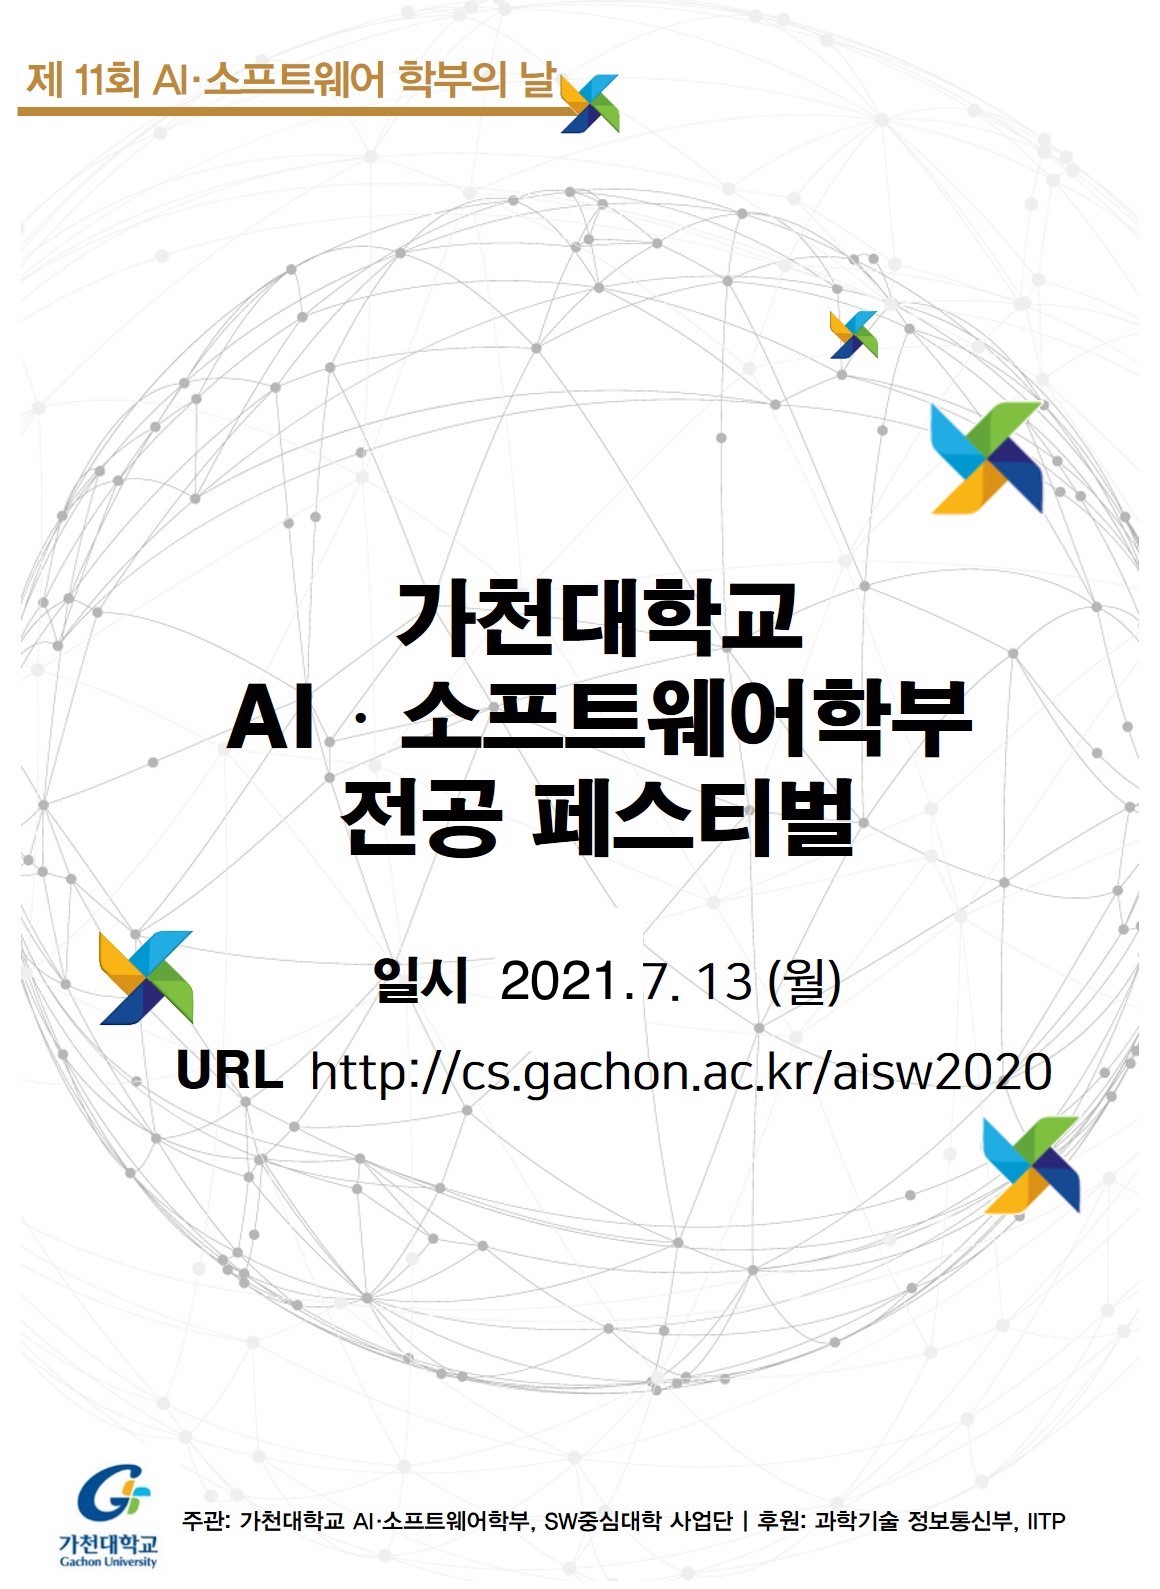 제 11회 AI·소프트웨어 학부의 날
가천대학교
AI · 소프트웨어학부
전공 페스티벌
일시 2021.7. 13 (월)
URL http://cs.gachon.ac.kr/aisw2020
가천대학교
Gachon University
주관: 가천대학교 AI·소프트웨어학부, SW중심대학 사업단 | 후원: 과학기술 정보통신부, IITP